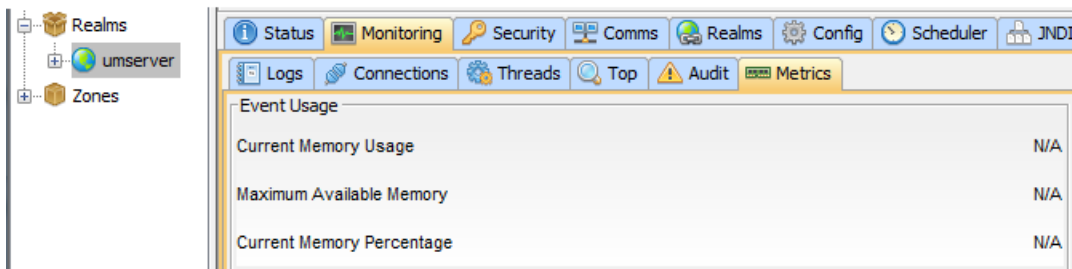 Realms
umserver
Zones
Status Monitoring Security Comms Realms Config Scheduler JNDI
Logs Connections Threads Top Audit Metrics
Event Usage
Current Memory Usage N/A
Maximum Available Memory N/A
Current Memory Percentage N/A